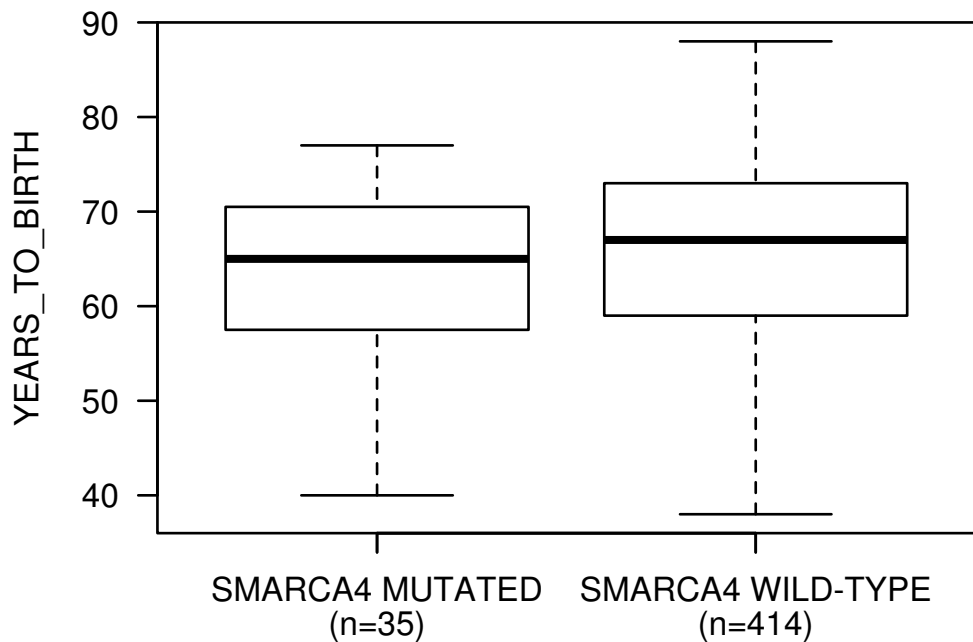 YEARS_TO_BIRTH
90
80
70
60
50
40
SMARCA4 MUTATED
(n=35)
SMARCA4 WILD-TYPE
(n=414)